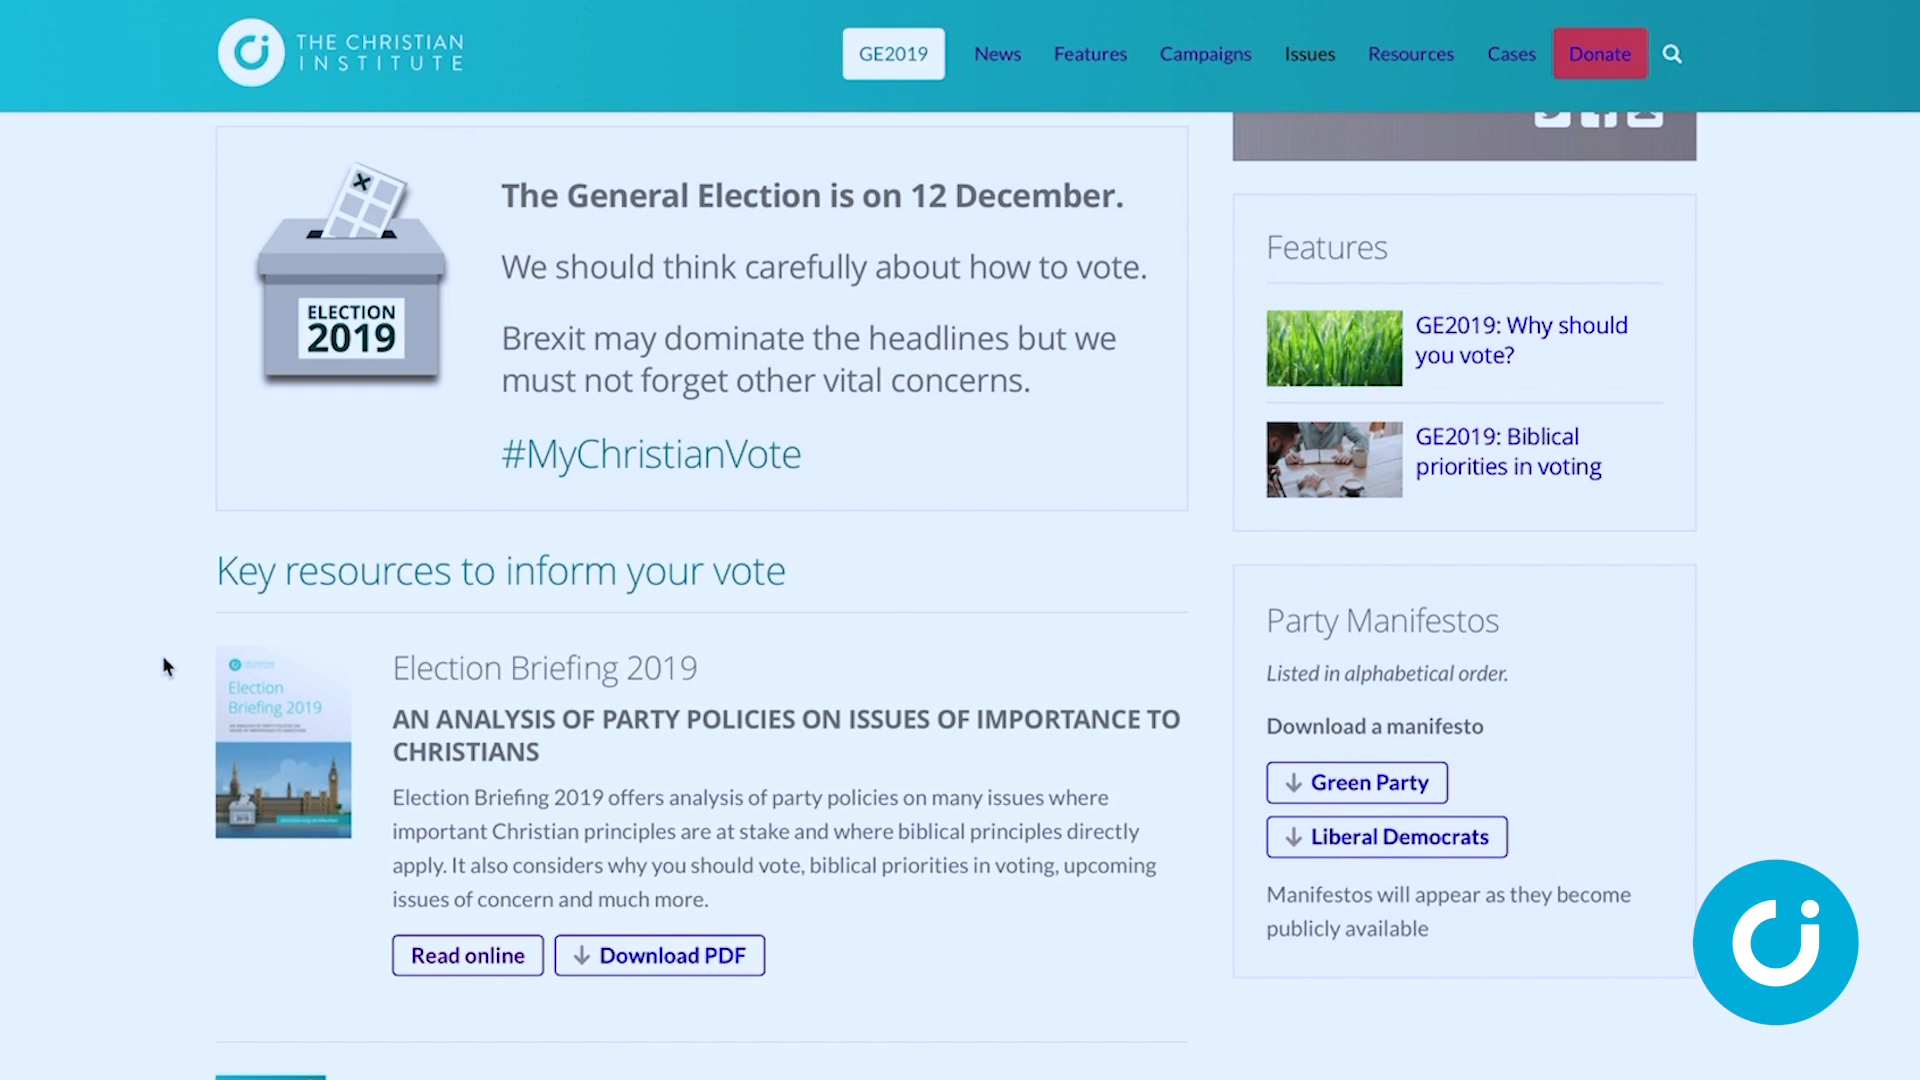 THE CHRISTIAN
INSTITUTE
GE2019 News Features Campaigns Issues Resources Cases Donate
The General Election is on 12 December.
We should think carefully about how to vote.
Brexit may dominate the headlines but we
must not forget other vital concerns.
#MyChristianVote
ELECTION
2019
Key resources to inform your vote
Election
Briefing 2019
Election Briefing 2019
AN ANALYSIS OF PARTY POLICIES ON ISSUES OF IMPORTANCE TO
CHRISTIANS
Election Briefing 2019 offers analysis of party policies on many issues where
important Christian principles are at stake and where biblical principles directly
apply. It also considers why you should vote, biblical priorities in voting, upcoming
issues of concern and much more.
Read online Download PDF
Features
GE2019: Why should
you vote?
GE2019: Biblical
priorities in voting
Party Manifestos
Listed in alphabetical order.
Download a manifesto
Green Party
Liberal Democrats
Manifestos will appear as they become
publicly available